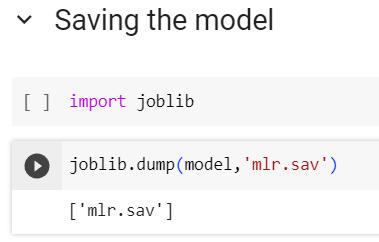 Saving the model
[ ] import joblib
joblib.dump(model,'mlr.sav')
['mlr.sav']